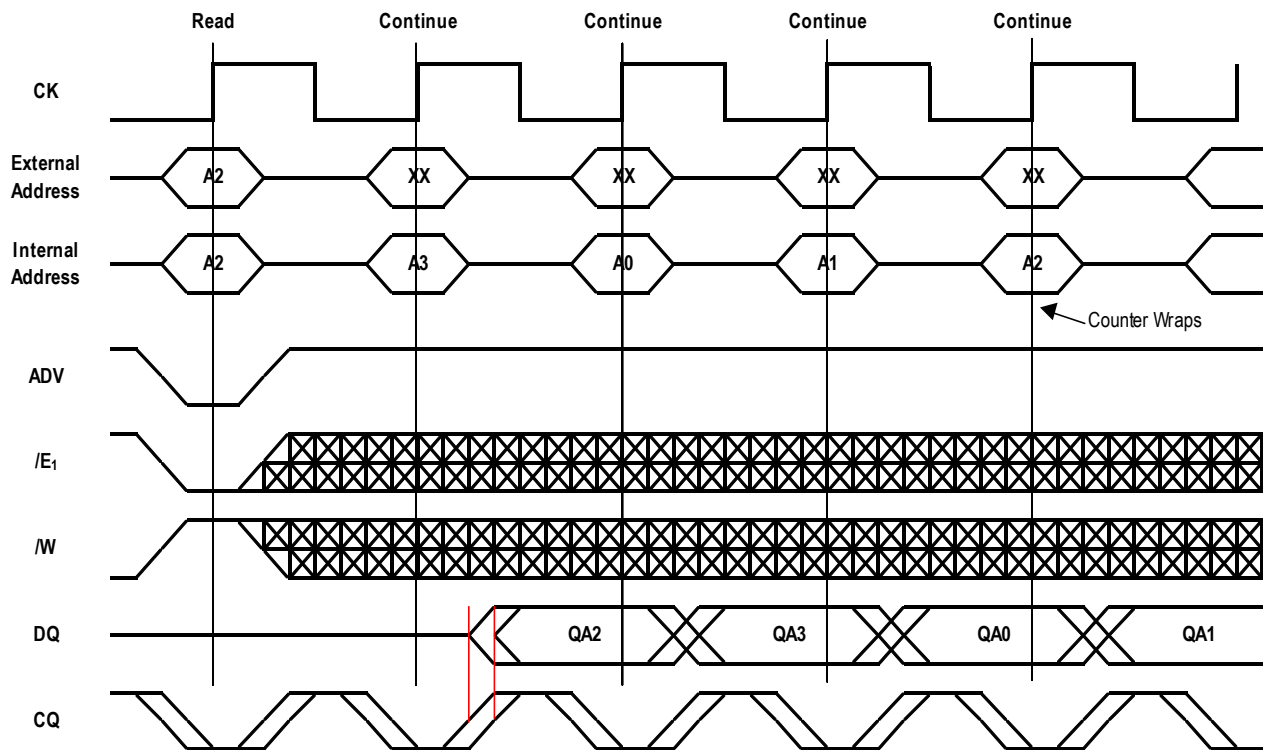 Read Continue Continue Continue Continue
CK
External
Address
A2 XX XX XX XX
Internal
Address
A2 A3 A0 A1 A2
Counter Wraps
ADV
/E1
/W
DQ
QA2 QA3 QA0 QA1
CQ